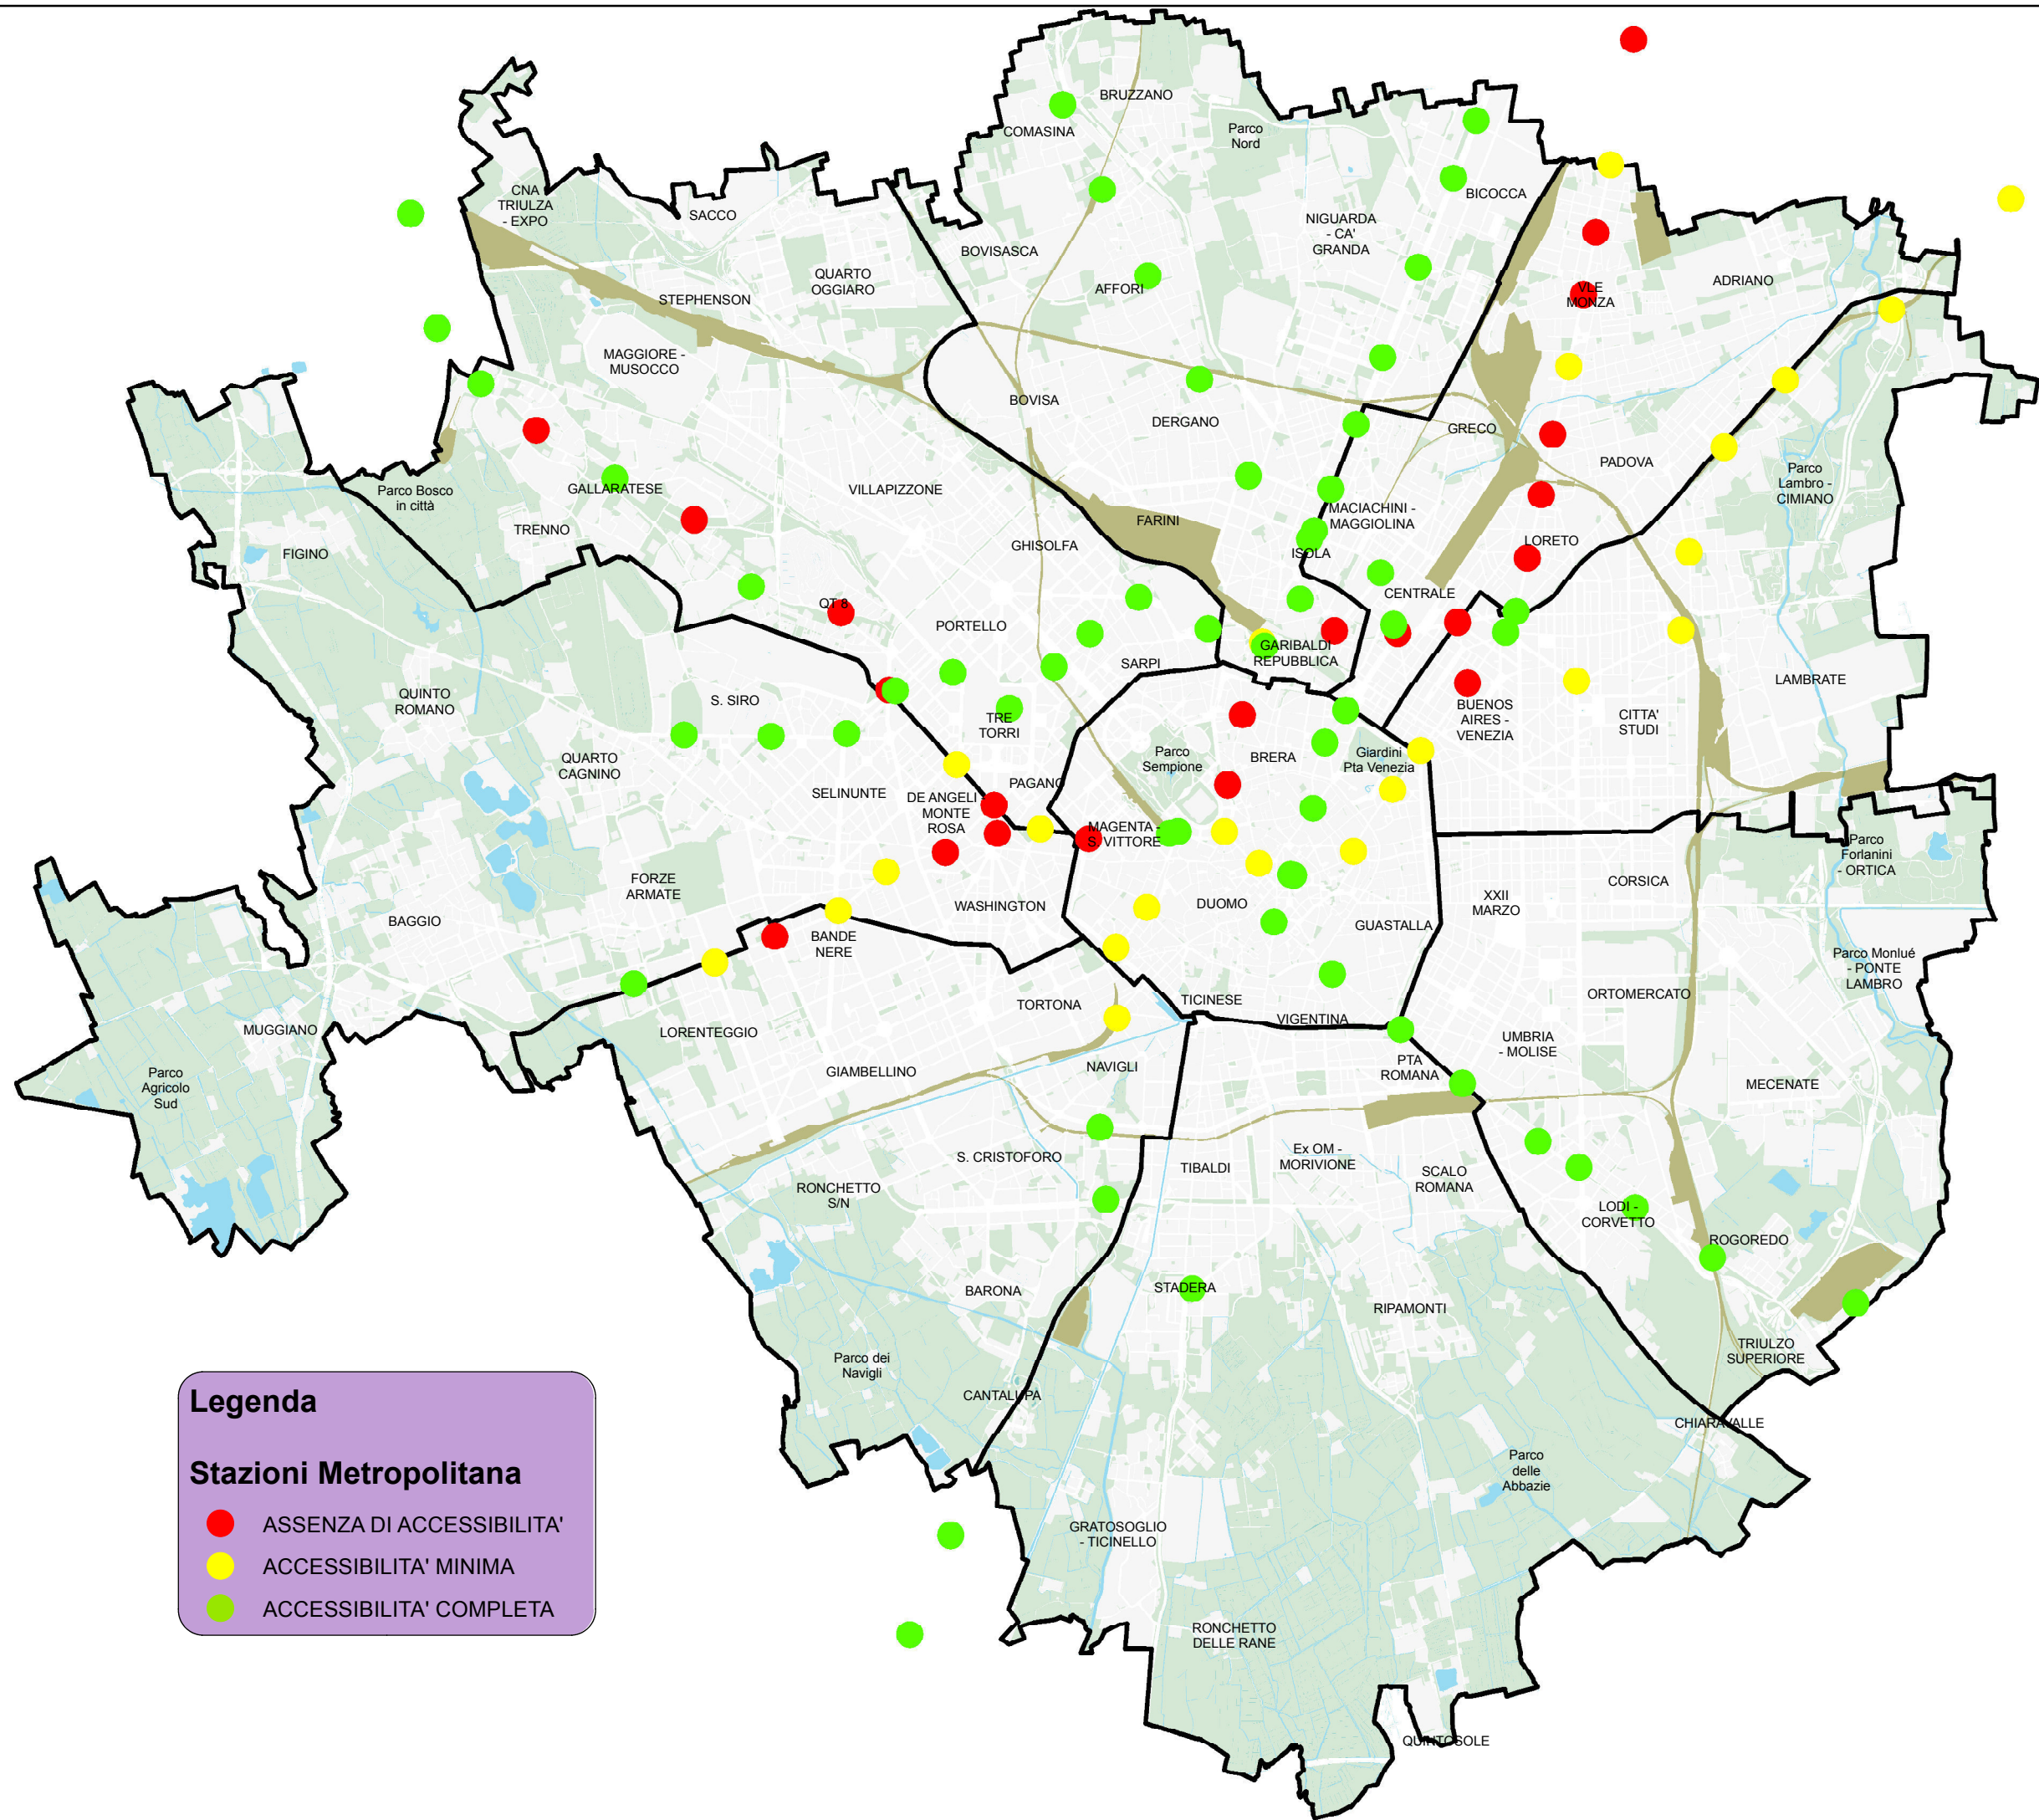 BRUZZANO
COMASINA
Parco
Nord
CNA
TRIULZA
- EXPO
SACCO
BICOCCA
NIGUARDA
- CA'
GRANDA
BOVISASCA
QUARTO
OGGIARO
AFFORI
ADRIANO
VLE
MONZA
STEPHENSON
MAGGIORE -
MUSOCCO
BOVISA
DERGANO
GRECO
PADOVA
Parco
Lambro -
CIMIANO
GALLARATESE
VILLAPIZZONE
Parco Bosco
in città
TRENNO
FARINI
MACIACHINI -
MAGGIOLINA
LORETO
FIGINO
GHISOLFA
ISOLA
CENTRALE
QT 8
PORTELLO
GARIBALDI
REPUBBLICA
SARPI
LAMBRATE
QUINTO
ROMANO
S. SIRO
BUENOS
AIRES -
VENEZIA
CITTA'
STUDI
TRE
TORRI
Parco
Sempione
BRERA
Giardini
Pta Venezia
QUARTO
CAGNINO
PAGANO
SELINUNTE
DE ANGELI
MONTE
ROSA
MAGENTA -
S. VITTORE
Parco
Forlanini
- ORTICA
FORZE
ARMATE
CORSICA
XXII
MARZO
WASHINGTON
DUOMO
BAGGIO
GUASTALLA
BANDE
NERE
Parco Monlué
- PONTE
LAMBRO
ORTOMERCATO
TICINESE
TORTONA
VIGENTINA
MUGGIANO
LORENTEGGIO
UMBRIA
- MOLISE
PTA
ROMANA
NAVIGLI
GIAMBELLINO
Parco
Agricolo
Sud
MECENATE
S. CRISTOFORO
TIBALDI
Ex OM -
MORIVIONE
SCALO
ROMANA
RONCHETTO
S/N
LODI -
CORVETTO
ROGOREDO
STADERA
BARONA
RIPAMONTI
TRIULZO
SUPERIORE
Parco dei
Navigli
CANTALUPA
CHIARAVALLE
Parco
delle
Abbazie
GRATOSOGLIO
- TICINELLO
RONCHETTO
DELLE RANE
QUINTOSOLE
Legenda
Stazioni Metropolitana
ASSENZA DI ACCESSIBILITA'
ACCESSIBILITA' MINIMA
ACCESSIBILITA' COMPLETA